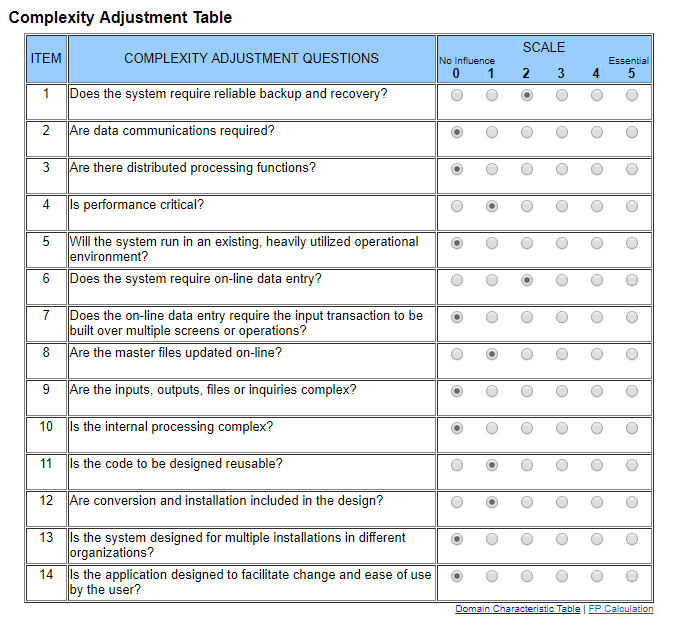 Complexity Adjustment Table
ITEM COMPLEXITY ADJUSTMENT QUESTIONS SCALE
No Influence Essential
0 1 2 3 4 5
1 Does the system require reliable backup and recovery?
2 Are data communications required?
3 Are there distributed processing functions?
4 Is performance critical?
5 Will the system run in an existing, heavily utilized operational
environment?
6 Does the system require on-line data entry?
7 Does the on-line data entry require the input transaction to be
built over multiple screens or operations?
8 Are the master files updated on-line?
9 Are the inputs, outputs, files or inquiries complex?
10 Is the internal processing complex?
11 Is the code to be designed reusable?
12 Are conversion and installation included in the design?
13 Is the system designed for multiple installations in different
organizations?
14 Is the application designed to facilitate change and ease of use
by the user?
Domain Characteristic Table | FP Calculation